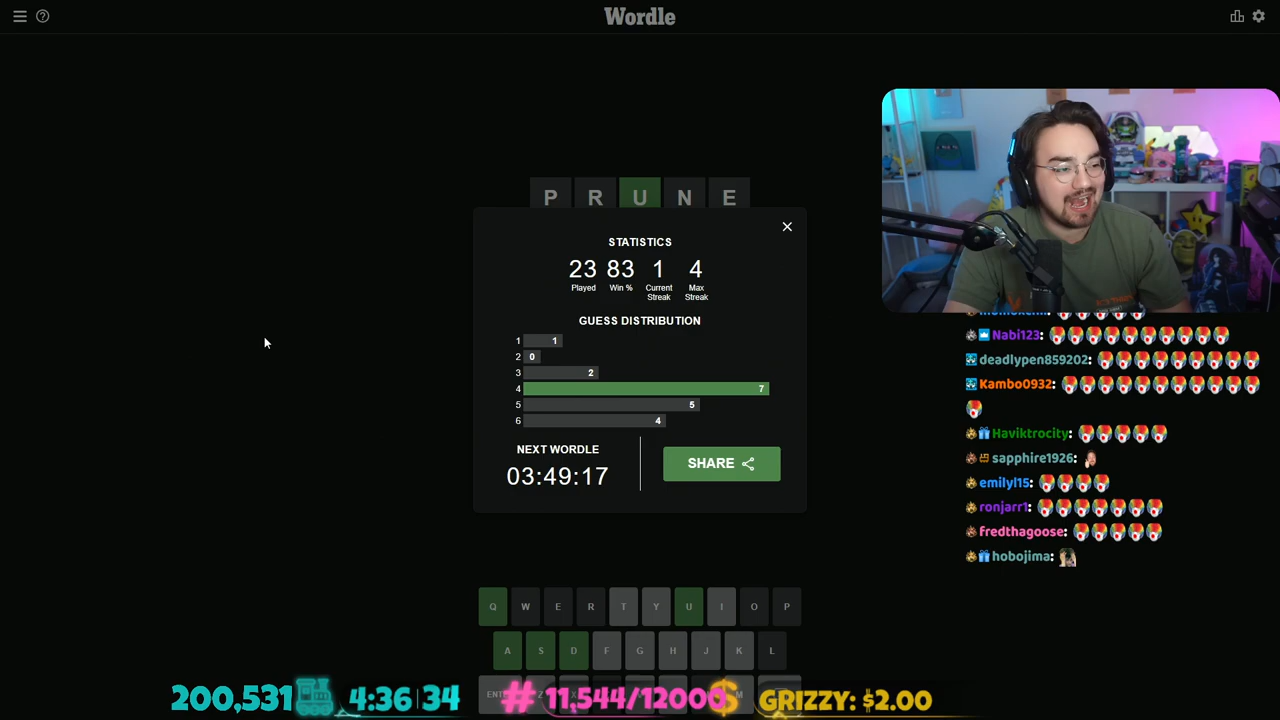 Wordle
P R U N E
STATISTICS
23 83 1 4
Played Win % Current Streak Max Streak
GUESS DISTRIBUTION
1 1
2 0
3 2
4 7
5 5
6 4
NEXT WORDLE
03:49:17
SHARE
Nabi123:
deadlypen859202:
Kambo0932:
Haviktrocity:
sapphire1926:
emilyl15:
ronjarr1:
fredthagoose:
hobojima:
Q W E R T Y U I O P
A S D F G H J K L
200,531 4:36 34 # 11,544/12000 $ GRIZZY: $2.00